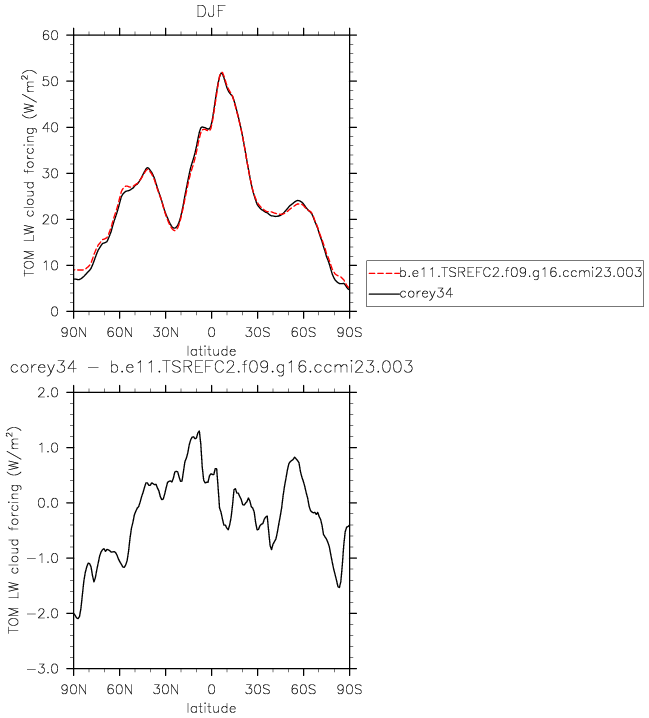 DJF
60
50
40
30
20
10
0
TOM LW cloud forcing (W/m²)
90N 60N 30N 0 30S 60S 90S
latitude
b.e11.TSREFC2.f09.g16.ccmi23.003
corey34
corey34 − b.e11.TSREFC2.f09.g16.ccmi23.003
2.0
1.0
0.0
−1.0
−2.0
−3.0
TOM LW cloud forcing (W/m²)
90N 60N 30N 0 30S 60S 90S
latitude